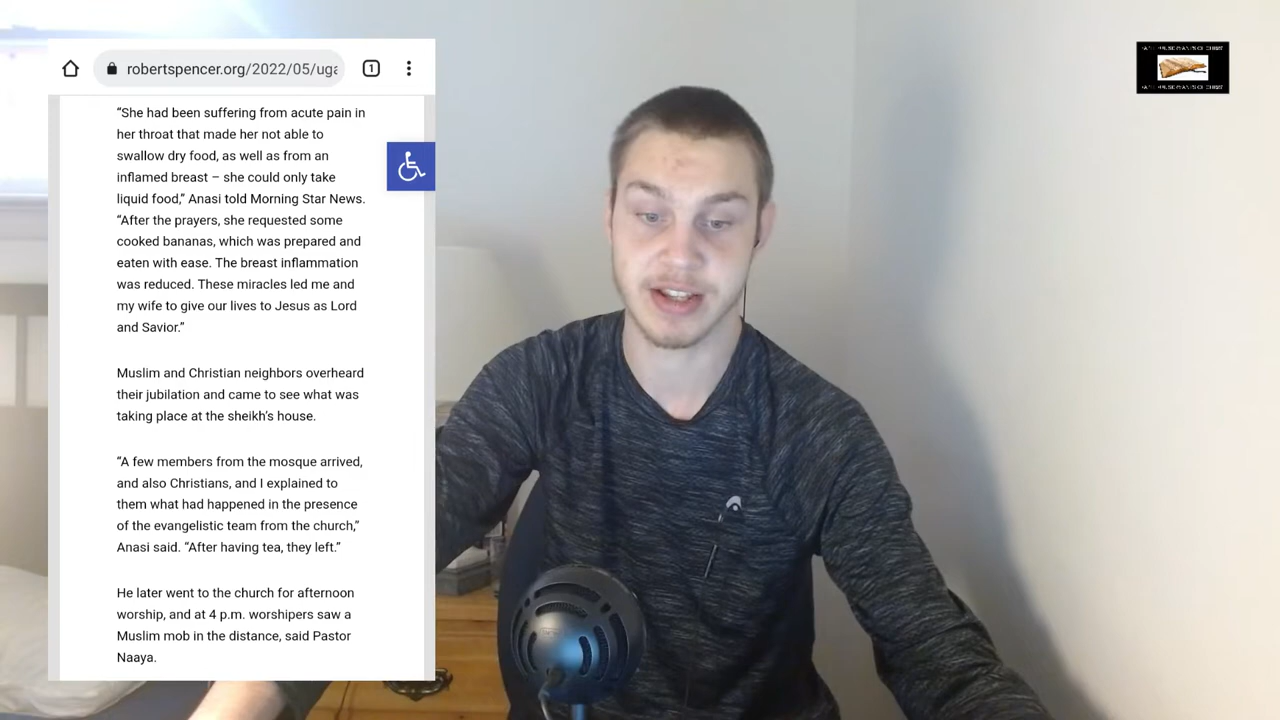 robertspencer.org/2022/05/uga
1
“She had been suffering from acute pain in
her throat that made her not able to
swallow dry food, as well as from an
inflamed breast – she could only take
liquid food,” Anasi told Morning Star News.
“After the prayers, she requested some
cooked bananas, which was prepared and
eaten with ease. The breast inflammation
was reduced. These miracles led me and
my wife to give our lives to Jesus as Lord
and Savior.”
Muslim and Christian neighbors overheard
their jubilation and came to see what was
taking place at the sheikh’s house.
“A few members from the mosque arrived,
and also Christians, and I explained to
them what had happened in the presence
of the evangelistic team from the church,”
Anasi said. “After having tea, they left.”
He later went to the church for afternoon
worship, and at 4 p.m. worshipers saw a
Muslim mob in the distance, said Pastor
Naaya.